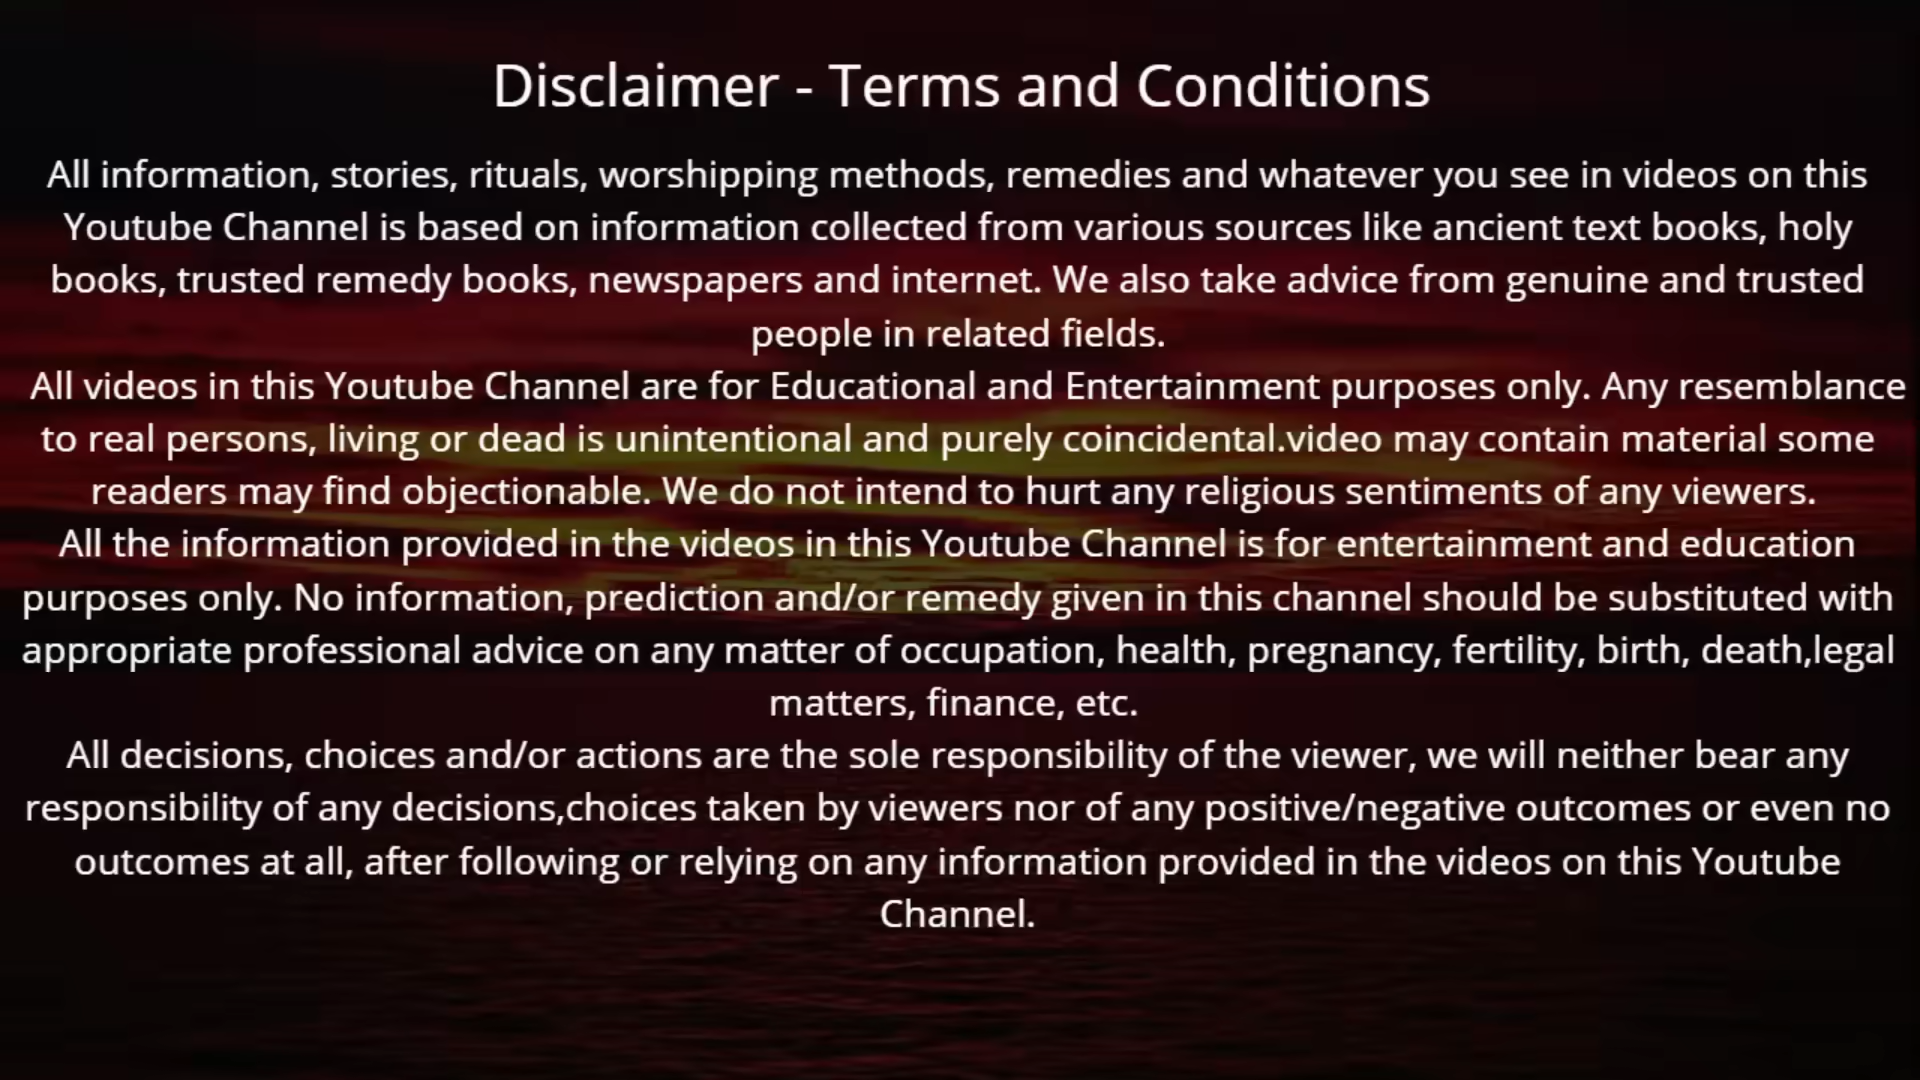 Disclaimer - Terms and Conditions
All information, stories, rituals, worshipping methods, remedies and whatever you see in videos on this
Youtube Channel is based on information collected from various sources like ancient text books, holy
books, trusted remedy books, newspapers and internet. We also take advice from genuine and trusted
people in related fields.
All videos in this Youtube Channel are for Educational and Entertainment purposes only. Any resemblance
to real persons, living or dead is unintentional and purely coincidental.video may contain material some
readers may find objectionable. We do not intend to hurt any religious sentiments of any viewers.
All the information provided in the videos in this Youtube Channel is for entertainment and education
purposes only. No information, prediction and/or remedy given in this channel should be substituted with
appropriate professional advice on any matter of occupation, health, pregnancy, fertility, birth, death,legal
matters, finance, etc.
All decisions, choices and/or actions are the sole responsibility of the viewer, we will neither bear any
responsibility of any decisions,choices taken by viewers nor of any positive/negative outcomes or even no
outcomes at all, after following or relying on any information provided in the videos on this Youtube
Channel.